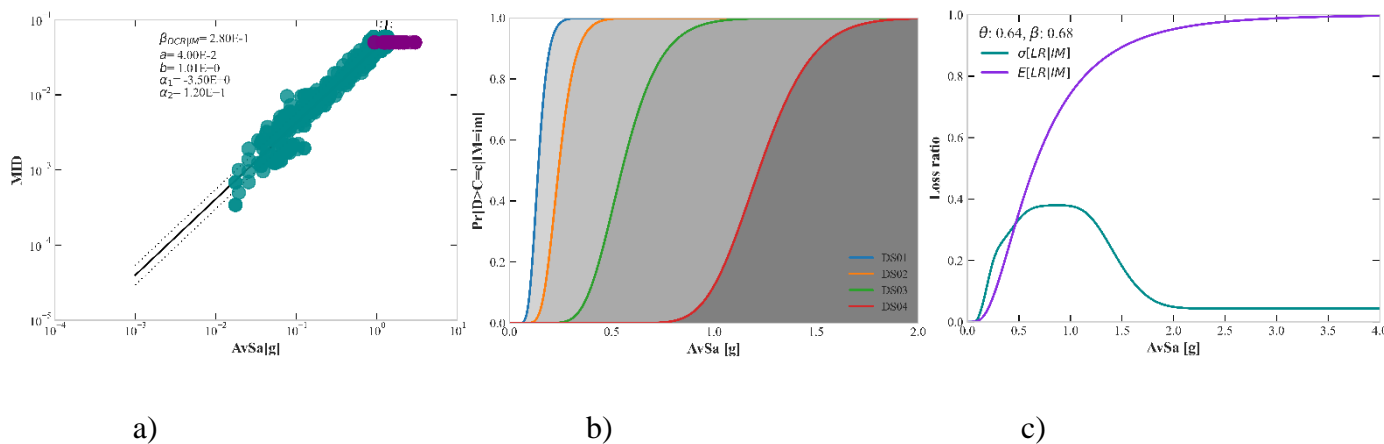 β_DCR|IM= 2.80E-1
a= 4.00E-2
b= 1.01E-0
α_1= -3.50E+0
α_2= 1.20E-1
10^-1
10^-2
10^-3
10^-4
10^-5
MID
10^-4 10^-3 10^-2 10^-1 10^0 10^1
AvSa[g]
a)
1.0
0.8
0.6
0.4
0.2
0.0
Pr[D>C=c|IM=im]
DS01
DS02
DS03
DS04
0.0 0.5 1.0 1.5 2.0
AvSa [g]
b)
θ: 0.64, β: 0.68
σ[LR|IM]
E[LR|IM]
1.0
0.8
0.6
0.4
0.2
0.0
Loss ratio
0.5 1.0 1.5 2.0 2.5 3.0 3.5 4.0
AvSa [g]
c)